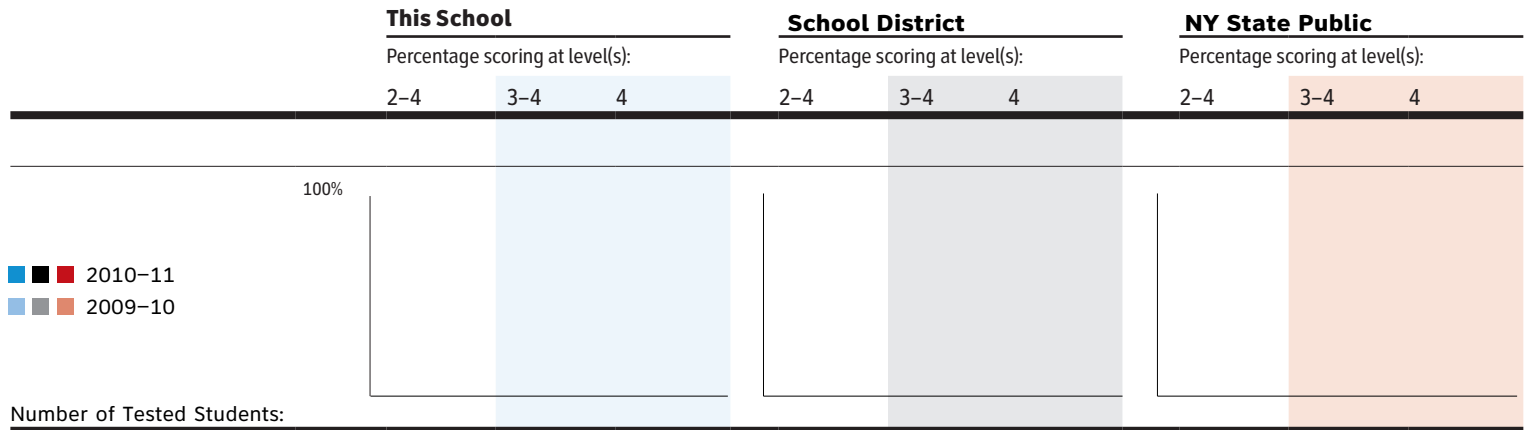 This School School District NY State Public
Percentage scoring at level(s): Percentage scoring at level(s): Percentage scoring at level(s):
2–4 3–4 4 2–4 3–4 4 2–4 3–4 4
100%
2010–11
2009–10
Number of Tested Students: